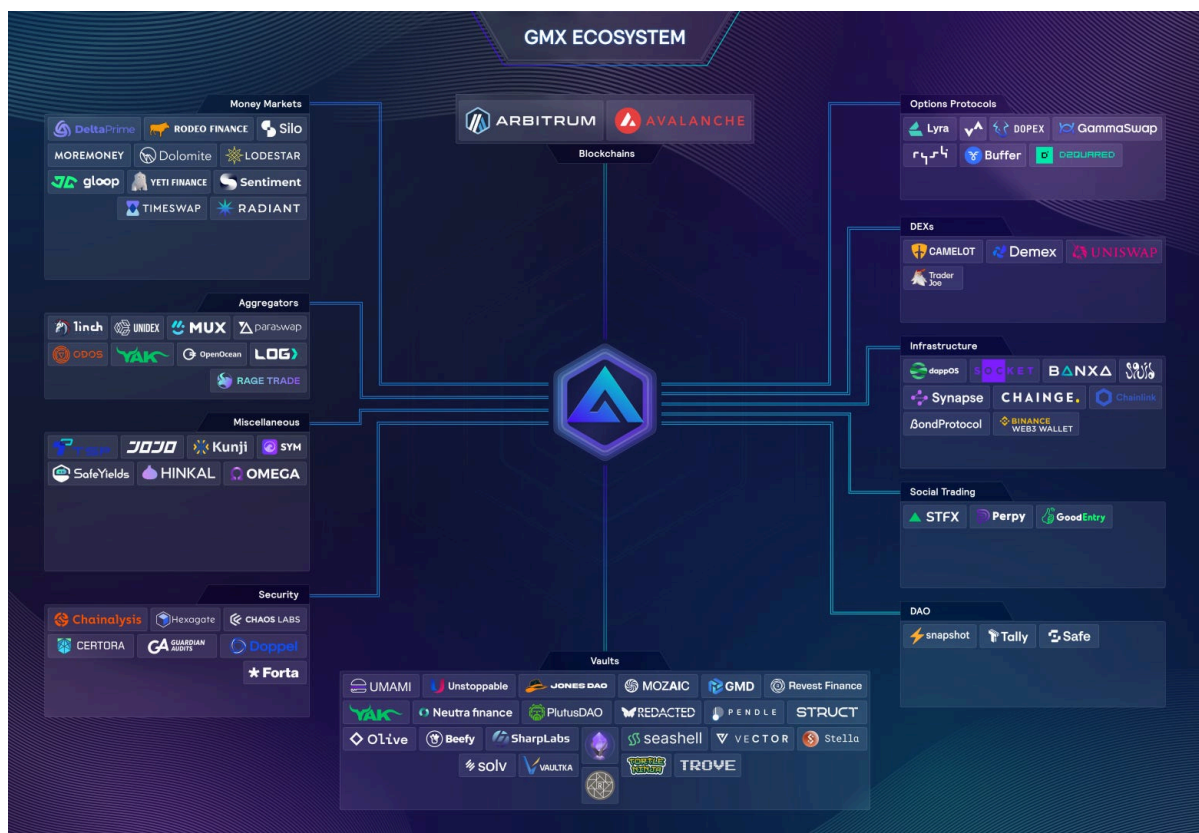 GMX ECOSYSTEM
Money Markets
DeltaPrime RODEO FINANCE Silo
MOREMONEY Dolomite LODESTAR
gloop YETI FINANCE Sentiment
TIMESWAP RADIANT
Aggregators
1inch UNIDEX MUX paraswap
ODOS YAK OpenOcean LOGX
RAGE TRADE
Miscellaneous
JOJO Kunji SYM
SafeYields HINKAL OMEGA
Security
Chainalysis Hexagate CHAOS LABS
CERTORA GA GUARDIAN AUDITS Doppel
Forta
ARBITRUM AVALANCHE
Blockchains
Vaults
UMAMI Unstoppable JONES DAO MOZAIC GMD Revest Finance
YAK Neutra finance PlutusDAO REDACTED PENDLE STRUCT
Olive Beefy SharpLabs seashell VECTOR Stella
solv VAULTKA TURTLE NINJA TROVE
Options Protocols
Lyra DOPEX GammaSwap
rysk Buffer D D2QUARED
DEXs
CAMELOT Demex UNISWAP
Trader Joe
Infrastructure
dappOS SOCKET BANXA
Synapse CHAINGE. Chainlink
BondProtocol BINANCE WEB3 WALLET
Social Trading
STFX Perpy GoodEntry
DAO
snapshot Tally Safe